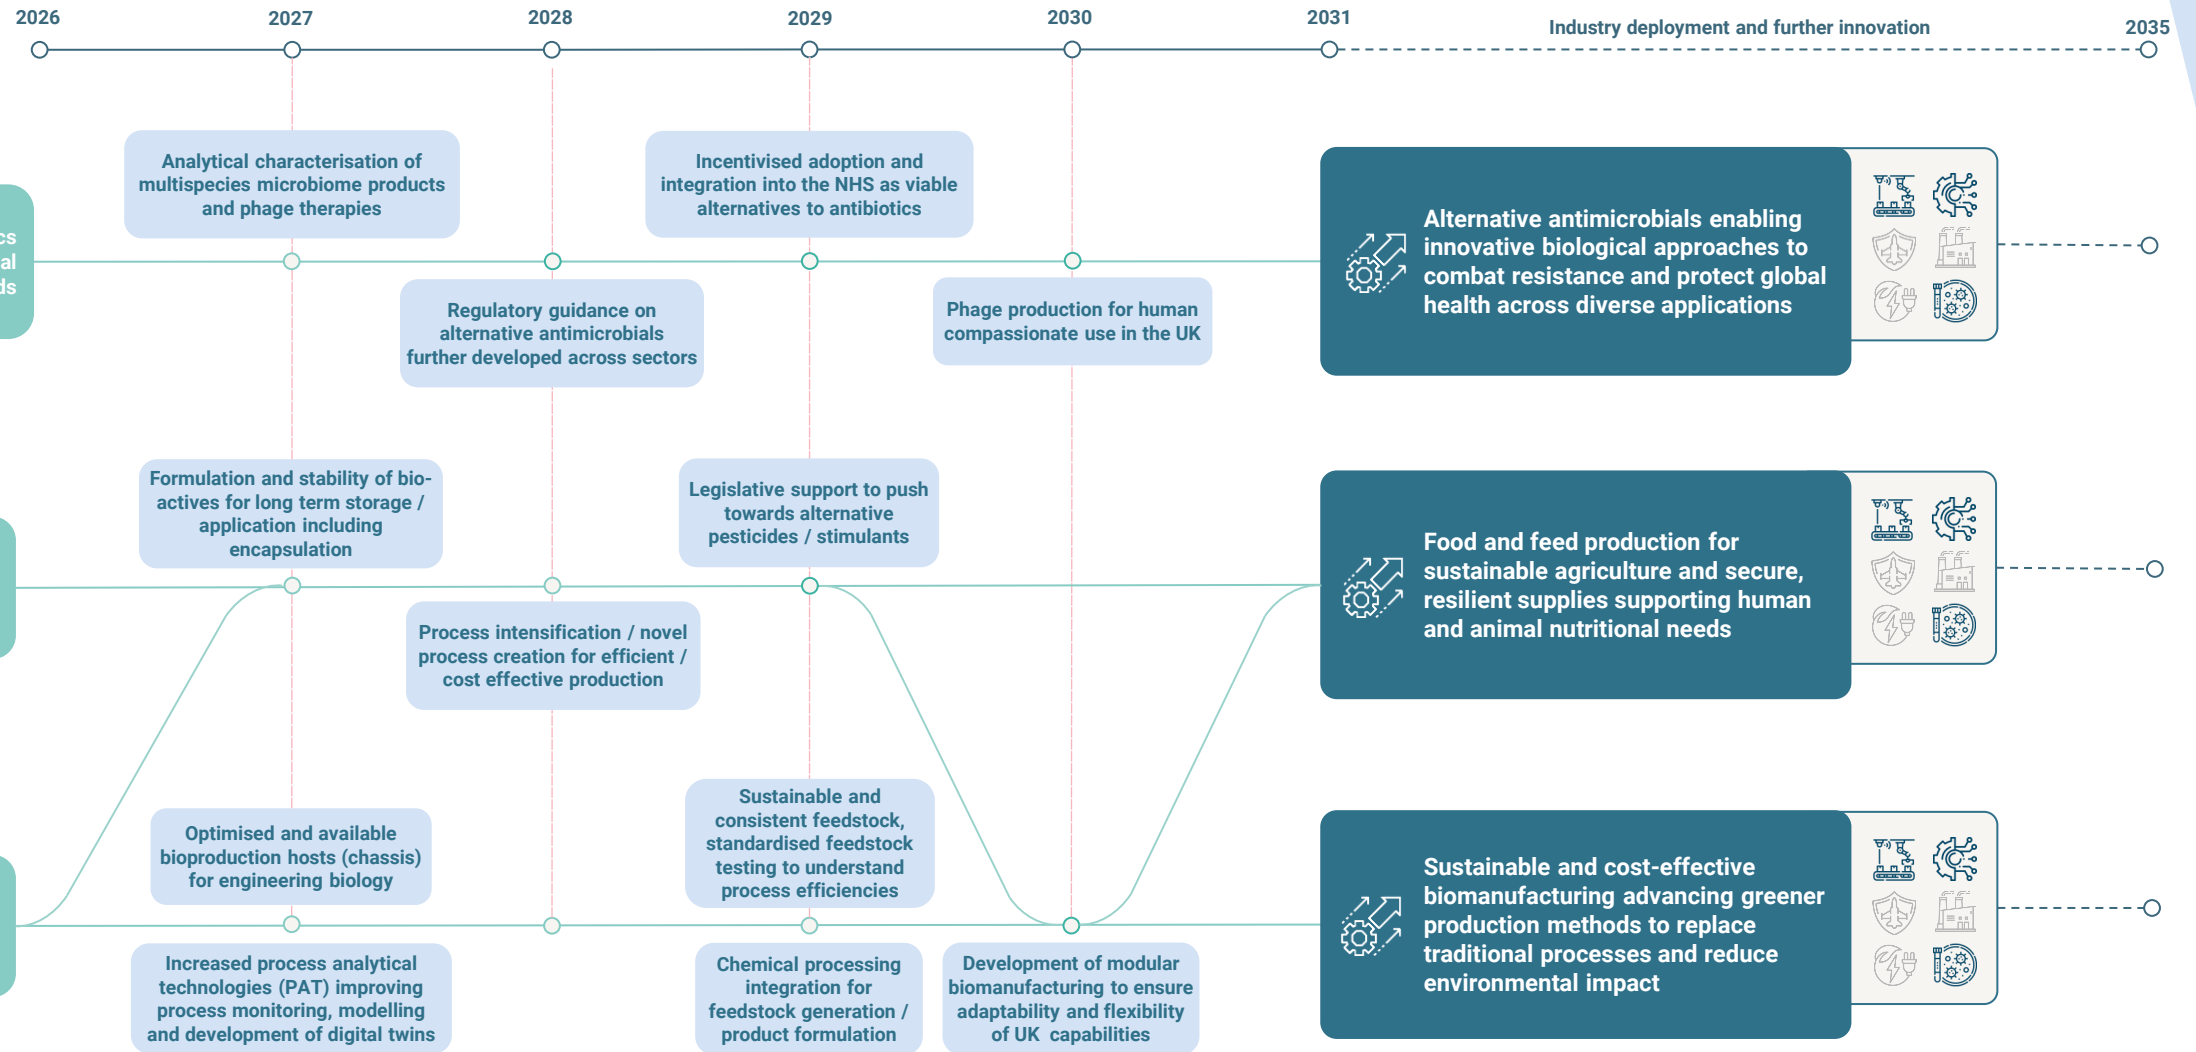 2026
2027
2028
2029
2030
2031
Industry deployment and further innovation
2035
Analytical characterisation of
multispecies microbiome products
and phage therapies
Incentivised adoption and
integration into the NHS as viable
alternatives to antibiotics
cs
al
ds
Regulatory guidance on
alternative antimicrobials
further developed across sectors
Phage production for human
compassionate use in the UK
Alternative antimicrobials enabling
innovative biological approaches to
combat resistance and protect global
health across diverse applications
Formulation and stability of bio-
actives for long term storage /
application including
encapsulation
Legislative support to push
towards alternative
pesticides / stimulants
Process intensification / novel
process creation for efficient /
cost effective production
Food and feed production for
sustainable agriculture and secure,
resilient supplies supporting human
and animal nutritional needs
Optimised and available
bioproduction hosts (chassis)
for engineering biology
Sustainable and
consistent feedstock,
standardised feedstock
testing to understand
process efficiencies
Increased process analytical
technologies (PAT) improving
process monitoring, modelling
and development of digital twins
Chemical processing
integration for
feedstock generation /
product formulation
Development of modular
biomanufacturing to ensure
adaptability and flexibility
of UK capabilities
Sustainable and cost-effective
biomanufacturing advancing greener
production methods to replace
traditional processes and reduce
environmental impact